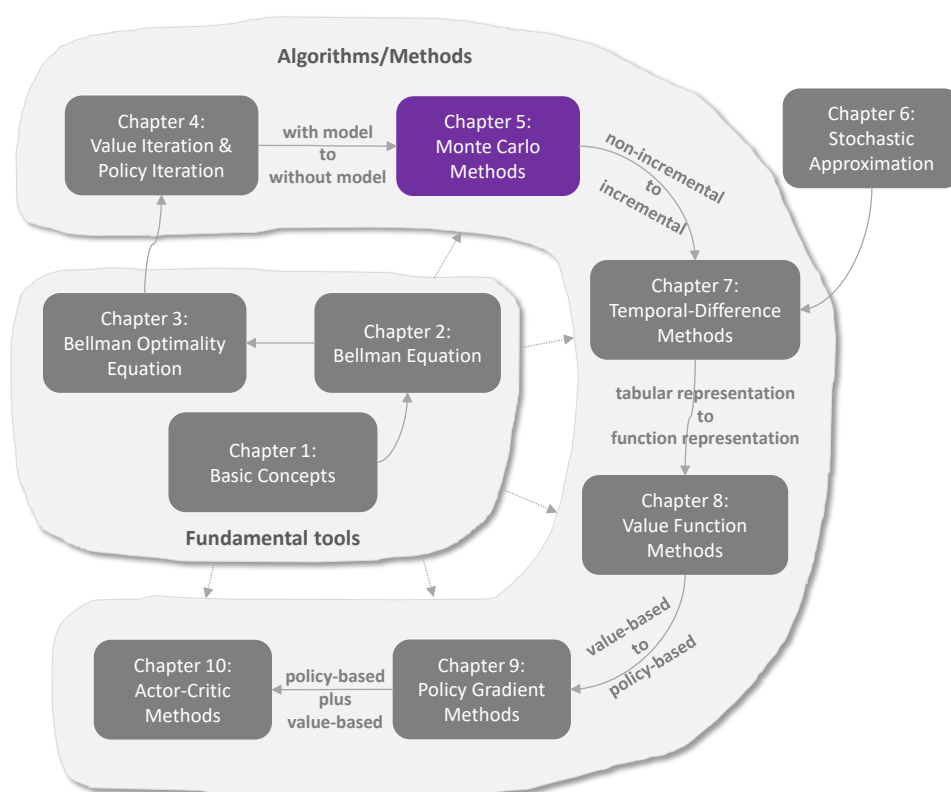 Algorithms/Methods
Chapter 4:
Value Iteration &
Policy Iteration
with model
to
without model
Chapter 5:
Monte Carlo
Methods
non-incremental
to
incremental
Chapter 6:
Stochastic
Approximation
Chapter 3:
Bellman Optimality
Equation
Chapter 2:
Bellman Equation
Chapter 1:
Basic Concepts
Fundamental tools
Chapter 7:
Temporal-Difference
Methods
tabular representation
to
function representation
Chapter 8:
Value Function
Methods
value-based
to
policy-based
Chapter 9:
Policy Gradient
Methods
policy-based
plus
value-based
Chapter 10:
Actor-Critic
Methods